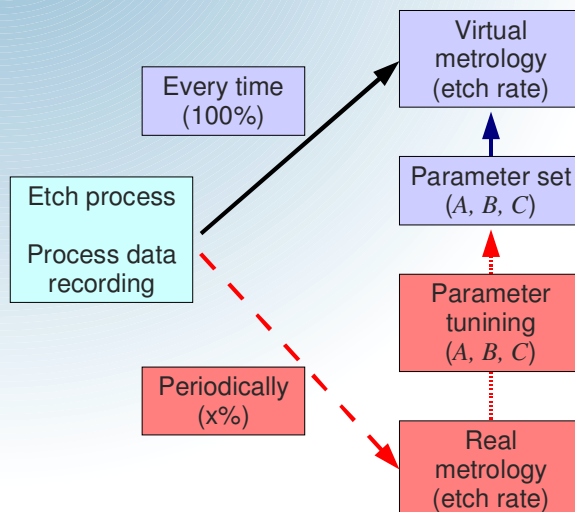 Virtual
metrology
(etch rate)
Every time
(100%)
Etch process
Process data
recording
Parameter set
(A, B, C)
Parameter
tunining
(A, B, C)
Periodically
(x%)
Real
metrology
(etch rate)